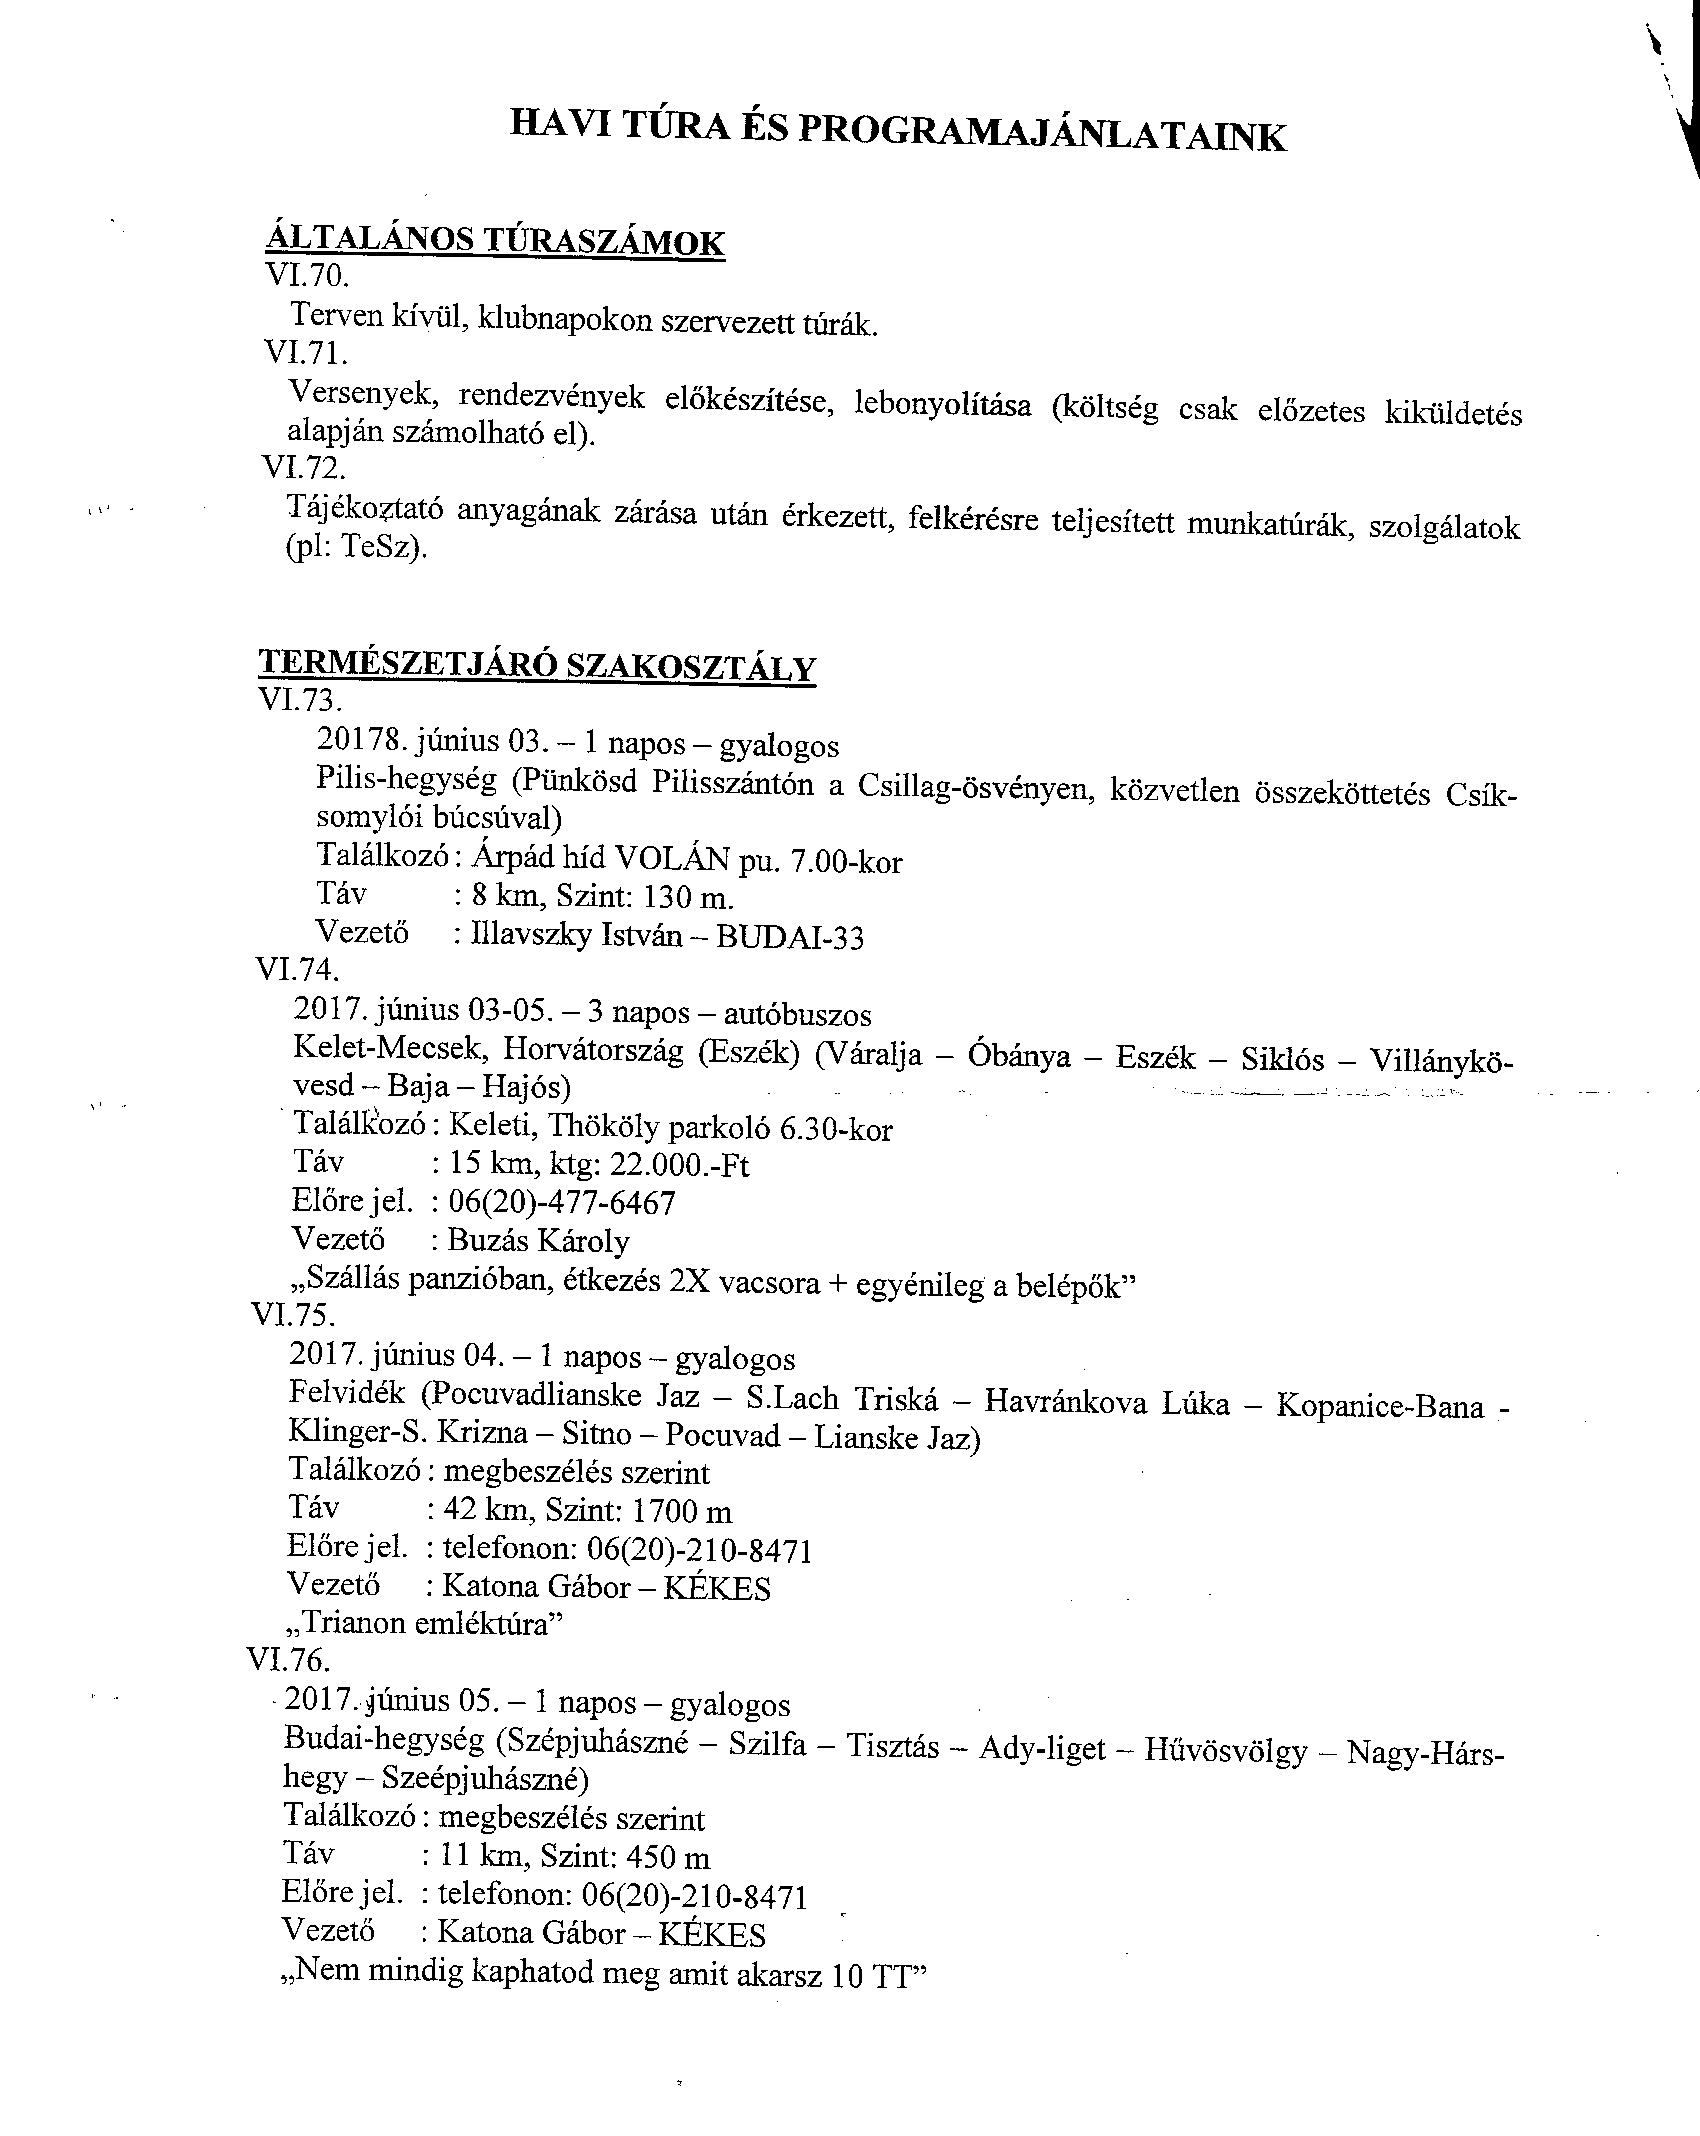 HAVI TÚRA ÉS PROGRAMAJÁNLATAINK
ÁLTALÁNOS TÚRASZÁMOK
VI.70.
Terven kívül, klubnapokon szervezett túrák.
VI.71.
Versenyek, rendezvények előkészítése, lebonyolítása (költség csak előzetes kiküldetés
alapján számolható el).
VI.72.
Tájékoztató anyagának zárása után érkezett, felkérésre teljesített munkatúrák, szolgálatok
(pl: TeSz).
TERMÉSZETJÁRÓ SZAKOSZTÁLY
VI.73.
20178. június 03. – 1 napos – gyalogos
Pilis-hegység (Pünkösd Pilisszántón a Csillag-ösvényen, közvetlen összeköttetés Csík-
somylói búcsúval)
Találkozó : Árpád híd VOLÁN pu. 7.00-kor
Táv : 8 km, Szint: 130 m.
Vezető : Illavszky István – BUDAI-33
VI.74.
2017. június 03-05. – 3 napos – autóbuszos
Kelet-Mecsek, Horvátország (Eszék) (Váralja – Óbánya – Eszék – Siklós – Villánykö-
vesd – Baja – Hajós)
Találkozó : Keleti, Thököly parkoló 6.30-kor
Táv : 15 km, ktg: 22.000.-Ft
Előre jel. : 06(20)-477-6467
Vezető : Buzás Károly
„Szállás panzióban, étkezés 2X vacsora + egyénileg a belépők”
VI.75.
2017. június 04. – 1 napos – gyalogos
Felvidék (Pocuvadlianske Jaz – S.Lach Triská – Havránkova Lúka – Kopanice-Bana -
Klinger-S. Krizna – Sitno – Pocuvad – Lianske Jaz)
Találkozó : megbeszélés szerint
Táv : 42 km, Szint: 1700 m
Előre jel. : telefonon: 06(20)-210-8471
Vezető : Katona Gábor – KÉKES
„Trianon emléktúra”
VI.76.
2017. június 05. – 1 napos – gyalogos
Budai-hegység (Szépjuhászné – Szilfa – Tisztás – Ady-liget – Hűvösvölgy – Nagy-Hárs-
hegy – Szeépjuhászné)
Találkozó : megbeszélés szerint
Táv : 11 km, Szint: 450 m
Előre jel. : telefonon: 06(20)-210-8471
Vezető : Katona Gábor – KÉKES
„Nem mindig kaphatod meg amit akarsz 10 TT”